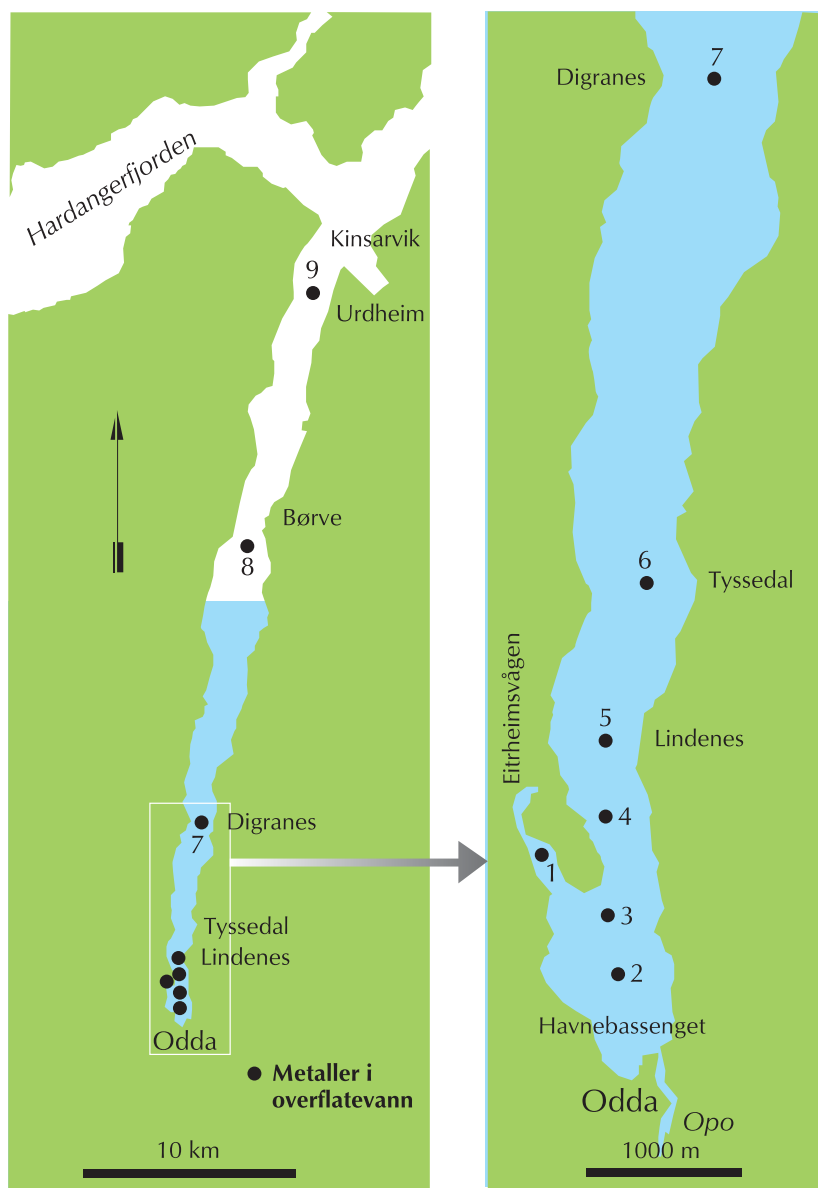 Hardangerfjorden
Kinsarvik
9
Urdheim
Børve
8
Digranes
7
Tyssedal
Lindenes
Odda
Metaller i
overflatevann
10 km
7
Digranes
6
Tyssedal
Eitrheimsvågen
5
Lindenes
4
1
3
2
Havnebassenget
Odda
Opo
1000 m